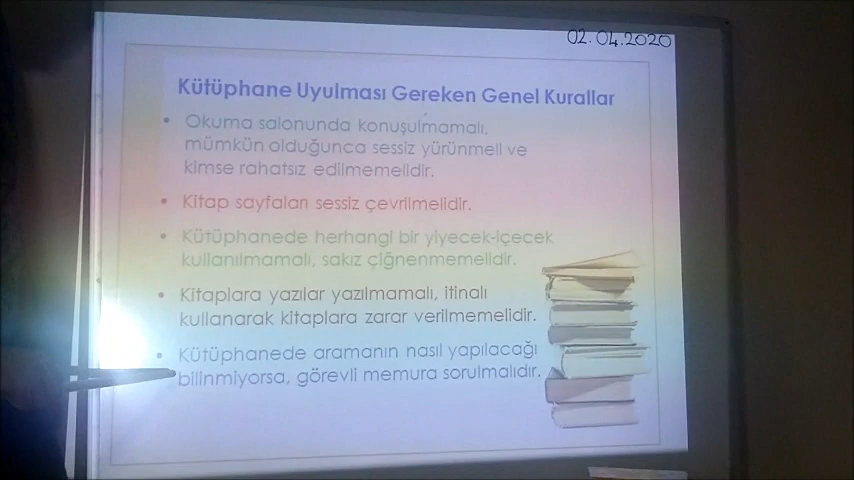 02.04.2020
Kütüphane Uyulması Gereken Genel Kurallar
• Okuma salonunda konuşulmamalı,
mümkün olduğunca sessiz yürünmeli ve
kimse rahatsız edilmemelidir.
• Kitap sayfaları sessiz çevrilmelidir.
• Kütüphanede herhangi bir yiyecek-içecek
kullanılmamalı, sakız çiğnenmemelidir.
• Kitaplara yazılar yazılmamalı, itinalı
kullanarak kitaplara zarar verilmemelidir.
• Kütüphanede aramanın nasıl yapılacağı
bilinmiyorsa, görevli memura sorulmalıdır.